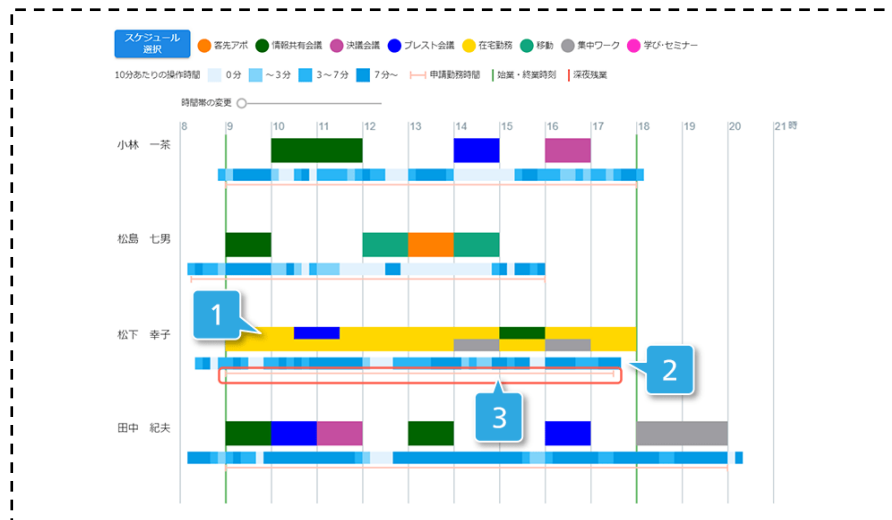 スケジュール
選択
客先アポ 情報共有会議 決議会議 ブレスト会議 在宅勤務 移動 集中ワーク 学び・セミナー
10分あたりの操作時間 0分 ～3分 3～7分 7分～ 申請勤務時間 始業・終業時刻 深夜残業
時間帯の変更
8 9 10 11 12 13 14 15 16 17 18 19 20 21時
小林 一茶
松島 七男
1
松下 幸子
2
3
田中 紀夫